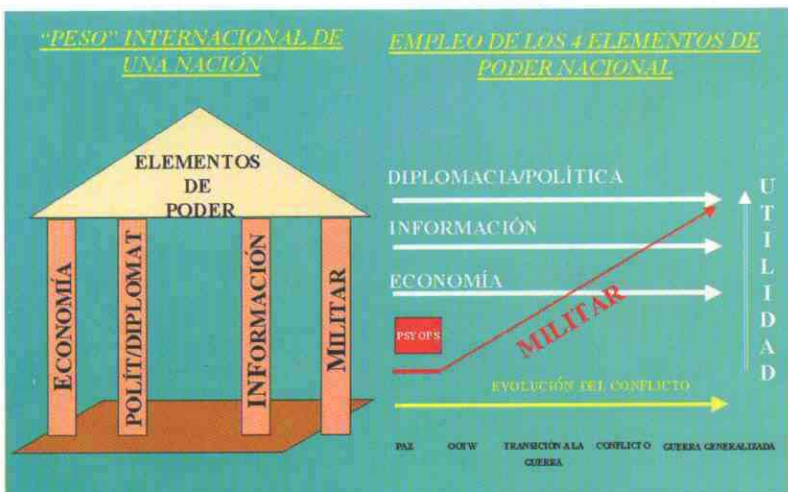 “PESO” INTERNACIONAL DE
UNA NACIÓN
ELEMENTOS
DE
PODER
ECONOMÍA
POLÍT/DIPLOMAT
INFORMACIÓN
MILITAR
EMPLEO DE LOS 4 ELEMENTOS DE
PODER NACIONAL
DIPLOMACIA/POLÍTICA
INFORMACIÓN
ECONOMÍA
PSYOPS
MILITAR
UTILIDAD
EVOLUCIÓN DEL CONFLICTO
PAZ
OOTW
TRANSICIÓN A LA
GUERRA
CONFLICTO
GUERRA GENERALIZADA